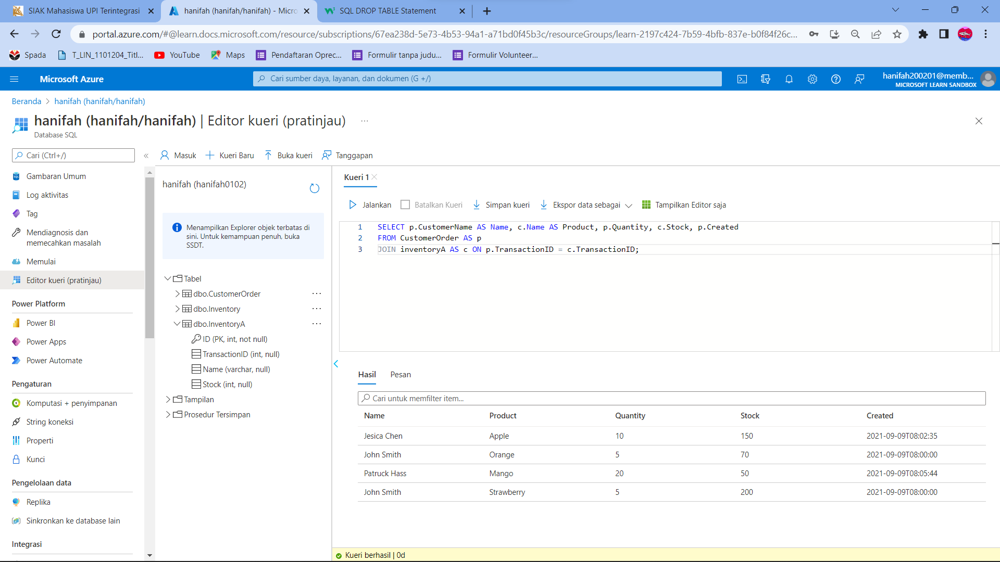 SIAK Mahasiswa UPI Terintegrasi
hanifah (hanifah/hanifah) - Micro
SQL DROP TABLE Statement
portal.azure.com/#@learn.docs.microsoft.com/resource/subscriptions/67ea238d-5e73-4b53-94a1-a71bd0f45b3c/resourceGroups/learn-2197c424-7b59-4bfb-837e-b0f84f26c...
Spada
T_LIN_1101204_Titl...
YouTube
Maps
Pendaftaran Oprec...
Formulir tanpa judu...
Formulir Volunteer...
Microsoft Azure
Cari sumber daya, layanan, dan dokumen (G +/)
hanifah200201@memb...
MICROSOFT LEARN SANDBOX
Beranda > hanifah (hanifah/hanifah)
hanifah (hanifah/hanifah) | Editor kueri (pratinjau) ...
Database SQL
Cari (Ctrl+/)
«
Gambaran Umum
Log aktivitas
Tag
Mendiagnosis dan
memecahkan masalah
Memulai
Editor kueri (pratinjau)
Power Platform
Power BI
Power Apps
Power Automate
Pengaturan
Komputasi + penyimpanan
String koneksi
Properti
Kunci
Pengelolaan data
Replika
Sinkronkan ke database lain
Integrasi
Masuk
Kueri Baru
Buka kueri
Tanggapan
hanifah (hanifah0102)
Menampilkan Explorer objek terbatas di
sini. Untuk kemampuan penuh, buka
SSDT.
Tabel
dbo.CustomerOrder ...
dbo.Inventory ...
dbo.InventoryA ...
ID (PK, int, not null)
TransactionID (int, null)
Name (varchar, null)
Stock (int, null)
Tampilan
Prosedur Tersimpan
Kueri 1
Jalankan
Batalkan Kueri
Simpan kueri
Ekspor data sebagai
Tampilkan Editor saja
1 SELECT p.CustomerName AS Name, c.Name AS Product, p.Quantity, c.Stock, p.Created
2 FROM CustomerOrder AS p
3 JOIN inventoryA AS c ON p.TransactionID = c.TransactionID;
Hasil
Pesan
Cari untuk memfilter item...
Name Product Quantity Stock Created
Jesica Chen Apple 10 150 2021-09-09T08:02:35
John Smith Orange 5 70 2021-09-09T08:00:00
Patruck Hass Mango 20 50 2021-09-09T08:05:44
John Smith Strawberry 5 200 2021-09-09T08:00:00
Kueri berhasil | 0d